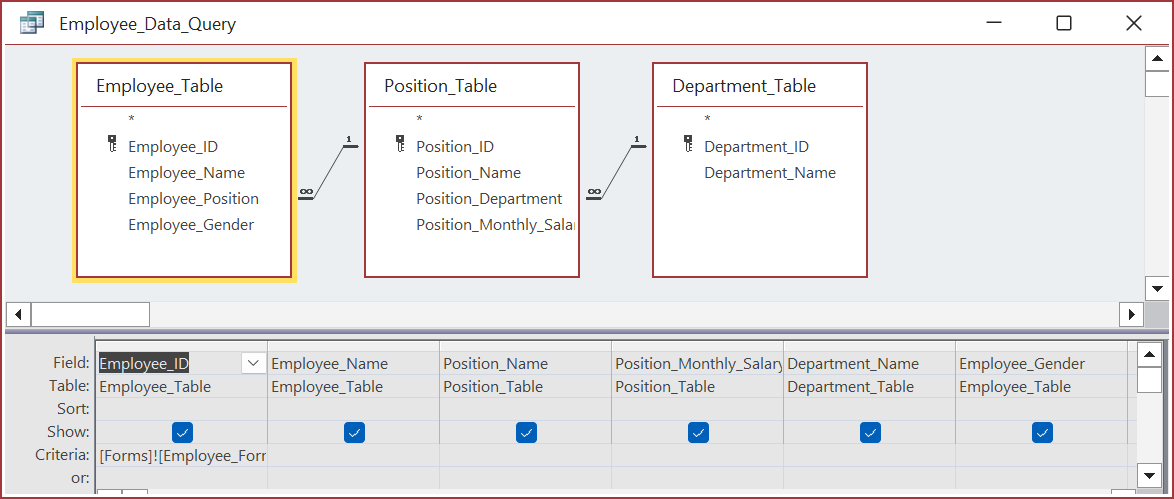 Employee_Data_Query
Employee_Table
*
Employee_ID
Employee_Name
Employee_Position
Employee_Gender
∞
1
Position_Table
*
Position_ID
Position_Name
Position_Department
Position_Monthly_Sala
∞
1
Department_Table
*
Department_ID
Department_Name
Field: Employee_ID Employee_Name Position_Name Position_Monthly_Salary Department_Name Employee_Gender
Table: Employee_Table Employee_Table Position_Table Position_Table Department_Table Employee_Table
Sort:
Show:
Criteria: [Forms]![Employee_Forr
or: